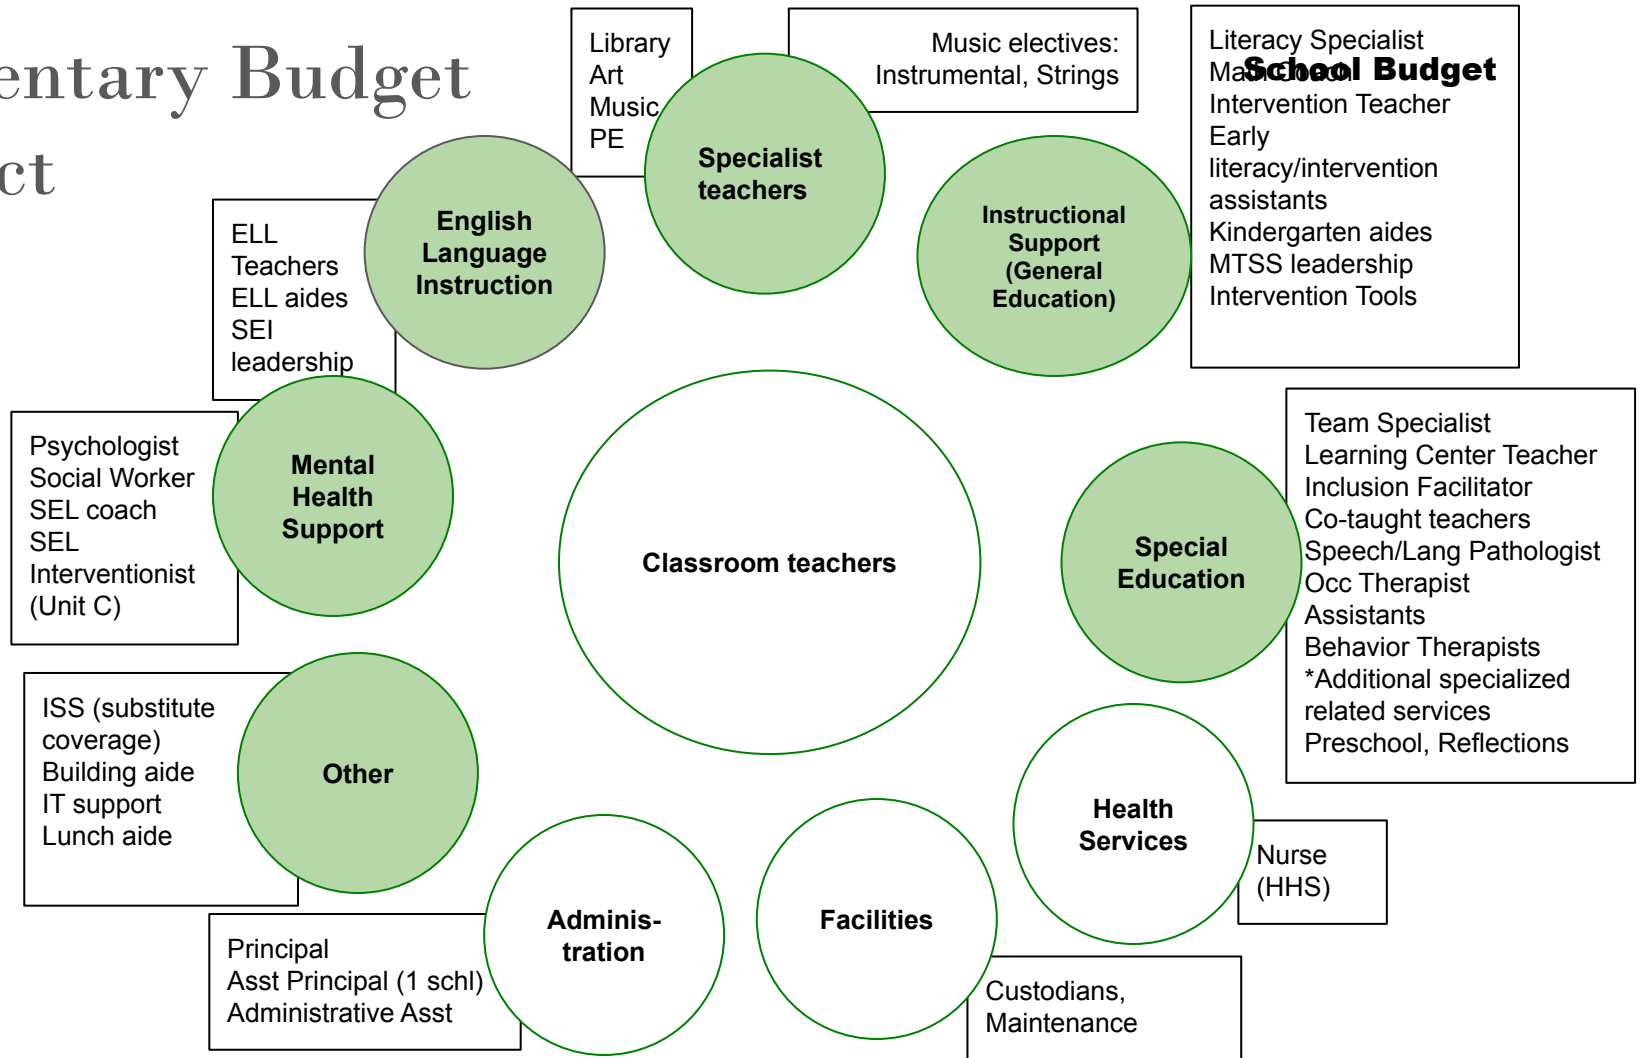 entary Budget
ct
Library
Art
Music
PE
Music electives:
Instrumental, Strings
School Budget
Literacy Specialist
Math Coach
Intervention Teacher
Early
literacy/intervention
assistants
Kindergarten aides
MTSS leadership
Intervention Tools
Specialist
teachers
English
Language
Instruction
Instructional
Support
(General
Education)
ELL
Teachers
ELL aides
SEI
leadership
Psychologist
Social Worker
SEL coach
SEL
Interventionist
(Unit C)
Mental
Health
Support
Classroom teachers
Special
Education
Team Specialist
Learning Center Teacher
Inclusion Facilitator
Co-taught teachers
Speech/Lang Pathologist
Occ Therapist
Assistants
Behavior Therapists
*Additional specialized
related services
Preschool, Reflections
ISS (substitute
coverage)
Building aide
IT support
Lunch aide
Other
Health
Services
Nurse
(HHS)
Adminis-
tration
Facilities
Principal
Asst Principal (1 schl)
Administrative Asst
Custodians,
Maintenance